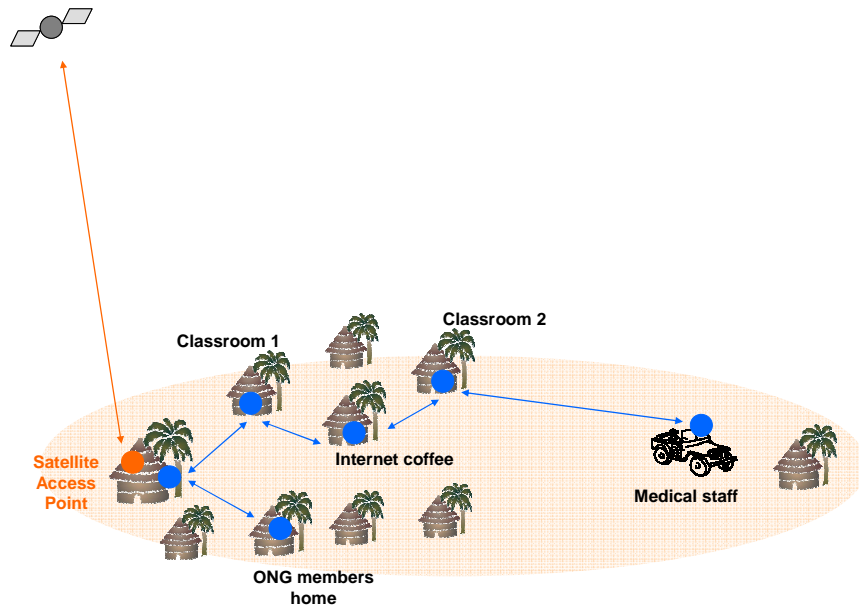 Classroom 2
Classroom 1
Internet coffee
Satellite
Access
Point
Medical staff
ONG members
home